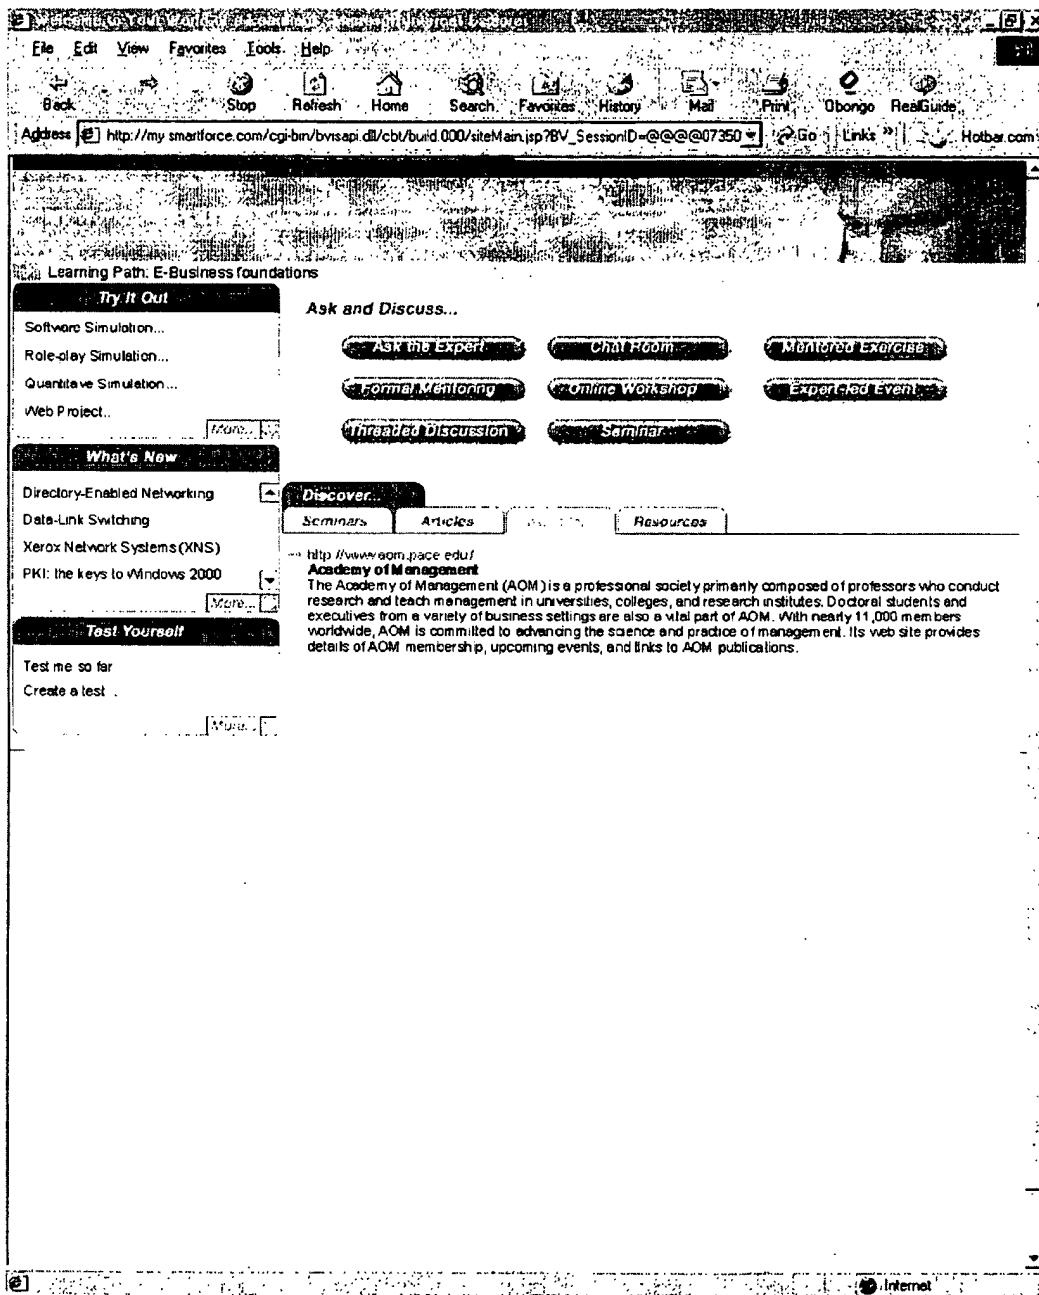 File Edit View Favorites Tools Help
Back Stop Refresh Home Search Favorites History Mail Print Obongo RealGuide
Address http://my smartforce.com/cgi-bin/bvisapi.dll/cbt/build.000/siteMain.jsp?BV_SessionID=@@@@07350 Go Links » Hotbar.com
Learning Path: E-Business foundations
Try It Out
Software Simulation...
Role-play Simulation...
Quantitave Simulation...
Web Project..
More...
What's New
Directory-Enabled Networking
Data-Link Switching
Xerox Network Systems (XNS)
PKI: the keys to Windows 2000
More...
Test Yourself
Test me so far
Create a test .
More...
Ask and Discuss...
Ask the Expert Chat Room Mentored Exercise
Formal Mentoring Online Workshop Expert-led Event
Threaded Discussion Seminar
Discover...
Seminars Articles Resources
http //www aom.pace edu/
Academy of Management
The Academy of Management (AOM) is a professional society primarily composed of professors who conduct
research and teach management in universities, colleges, and research institutes. Doctoral students and
executives from a variety of business settings are also a vital part of AOM. With nearly 11,000 members
worldwide, AOM is committed to advancing the science and practice of management. Its web site provides
details of AOM membership, upcoming events, and links to AOM publications.
Internet